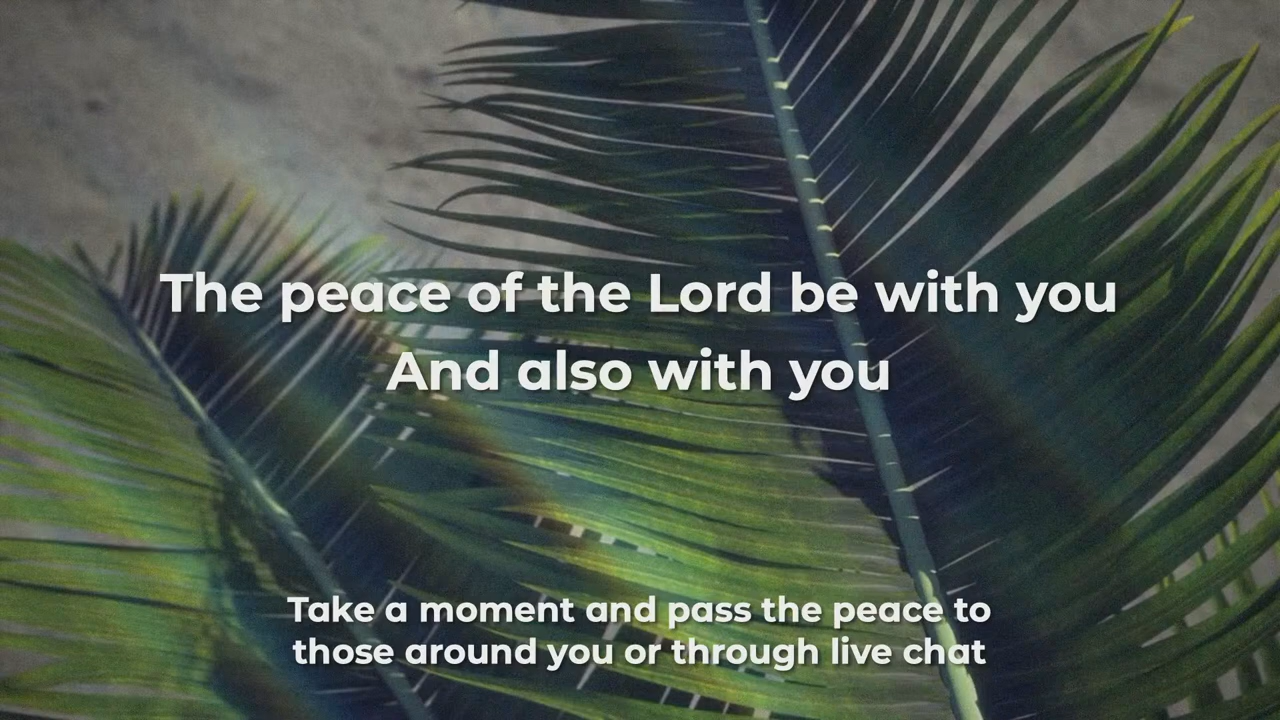 The peace of the Lord be with you
And also with you
Take a moment and pass the peace to
those around you or through live chat